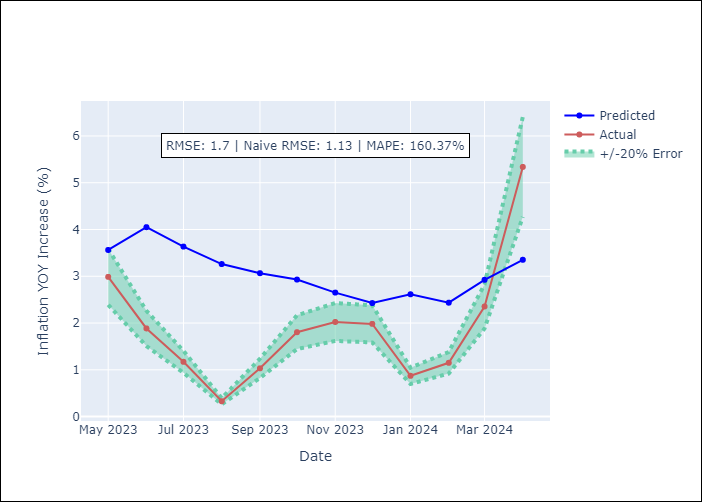 Predicted
Actual
+/-20% Error
RMSE: 1.7 | Naive RMSE: 1.13 | MAPE: 160.37%
Inflation YOY Increase (%)
6
5
4
3
2
1
0
May 2023 Jul 2023 Sep 2023 Nov 2023 Jan 2024 Mar 2024
Date